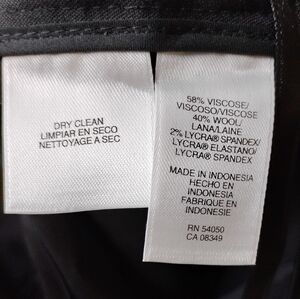 DRY CLEAN
LIMPIAR EN SECO
NETTOYAGE A SEC
58% VISCOSE/
VISCOSO/VISCOSE
40% WOOL/
LANA/LAINE
2% LYCRA® SPANDEX/
LYCRA® ELASTANO/
LYCRA® SPANDEX
MADE IN INDONESIA
HECHO EN
INDONESIA
FABRIQUE EN
INDONESIE
RN 54050
CA 08349